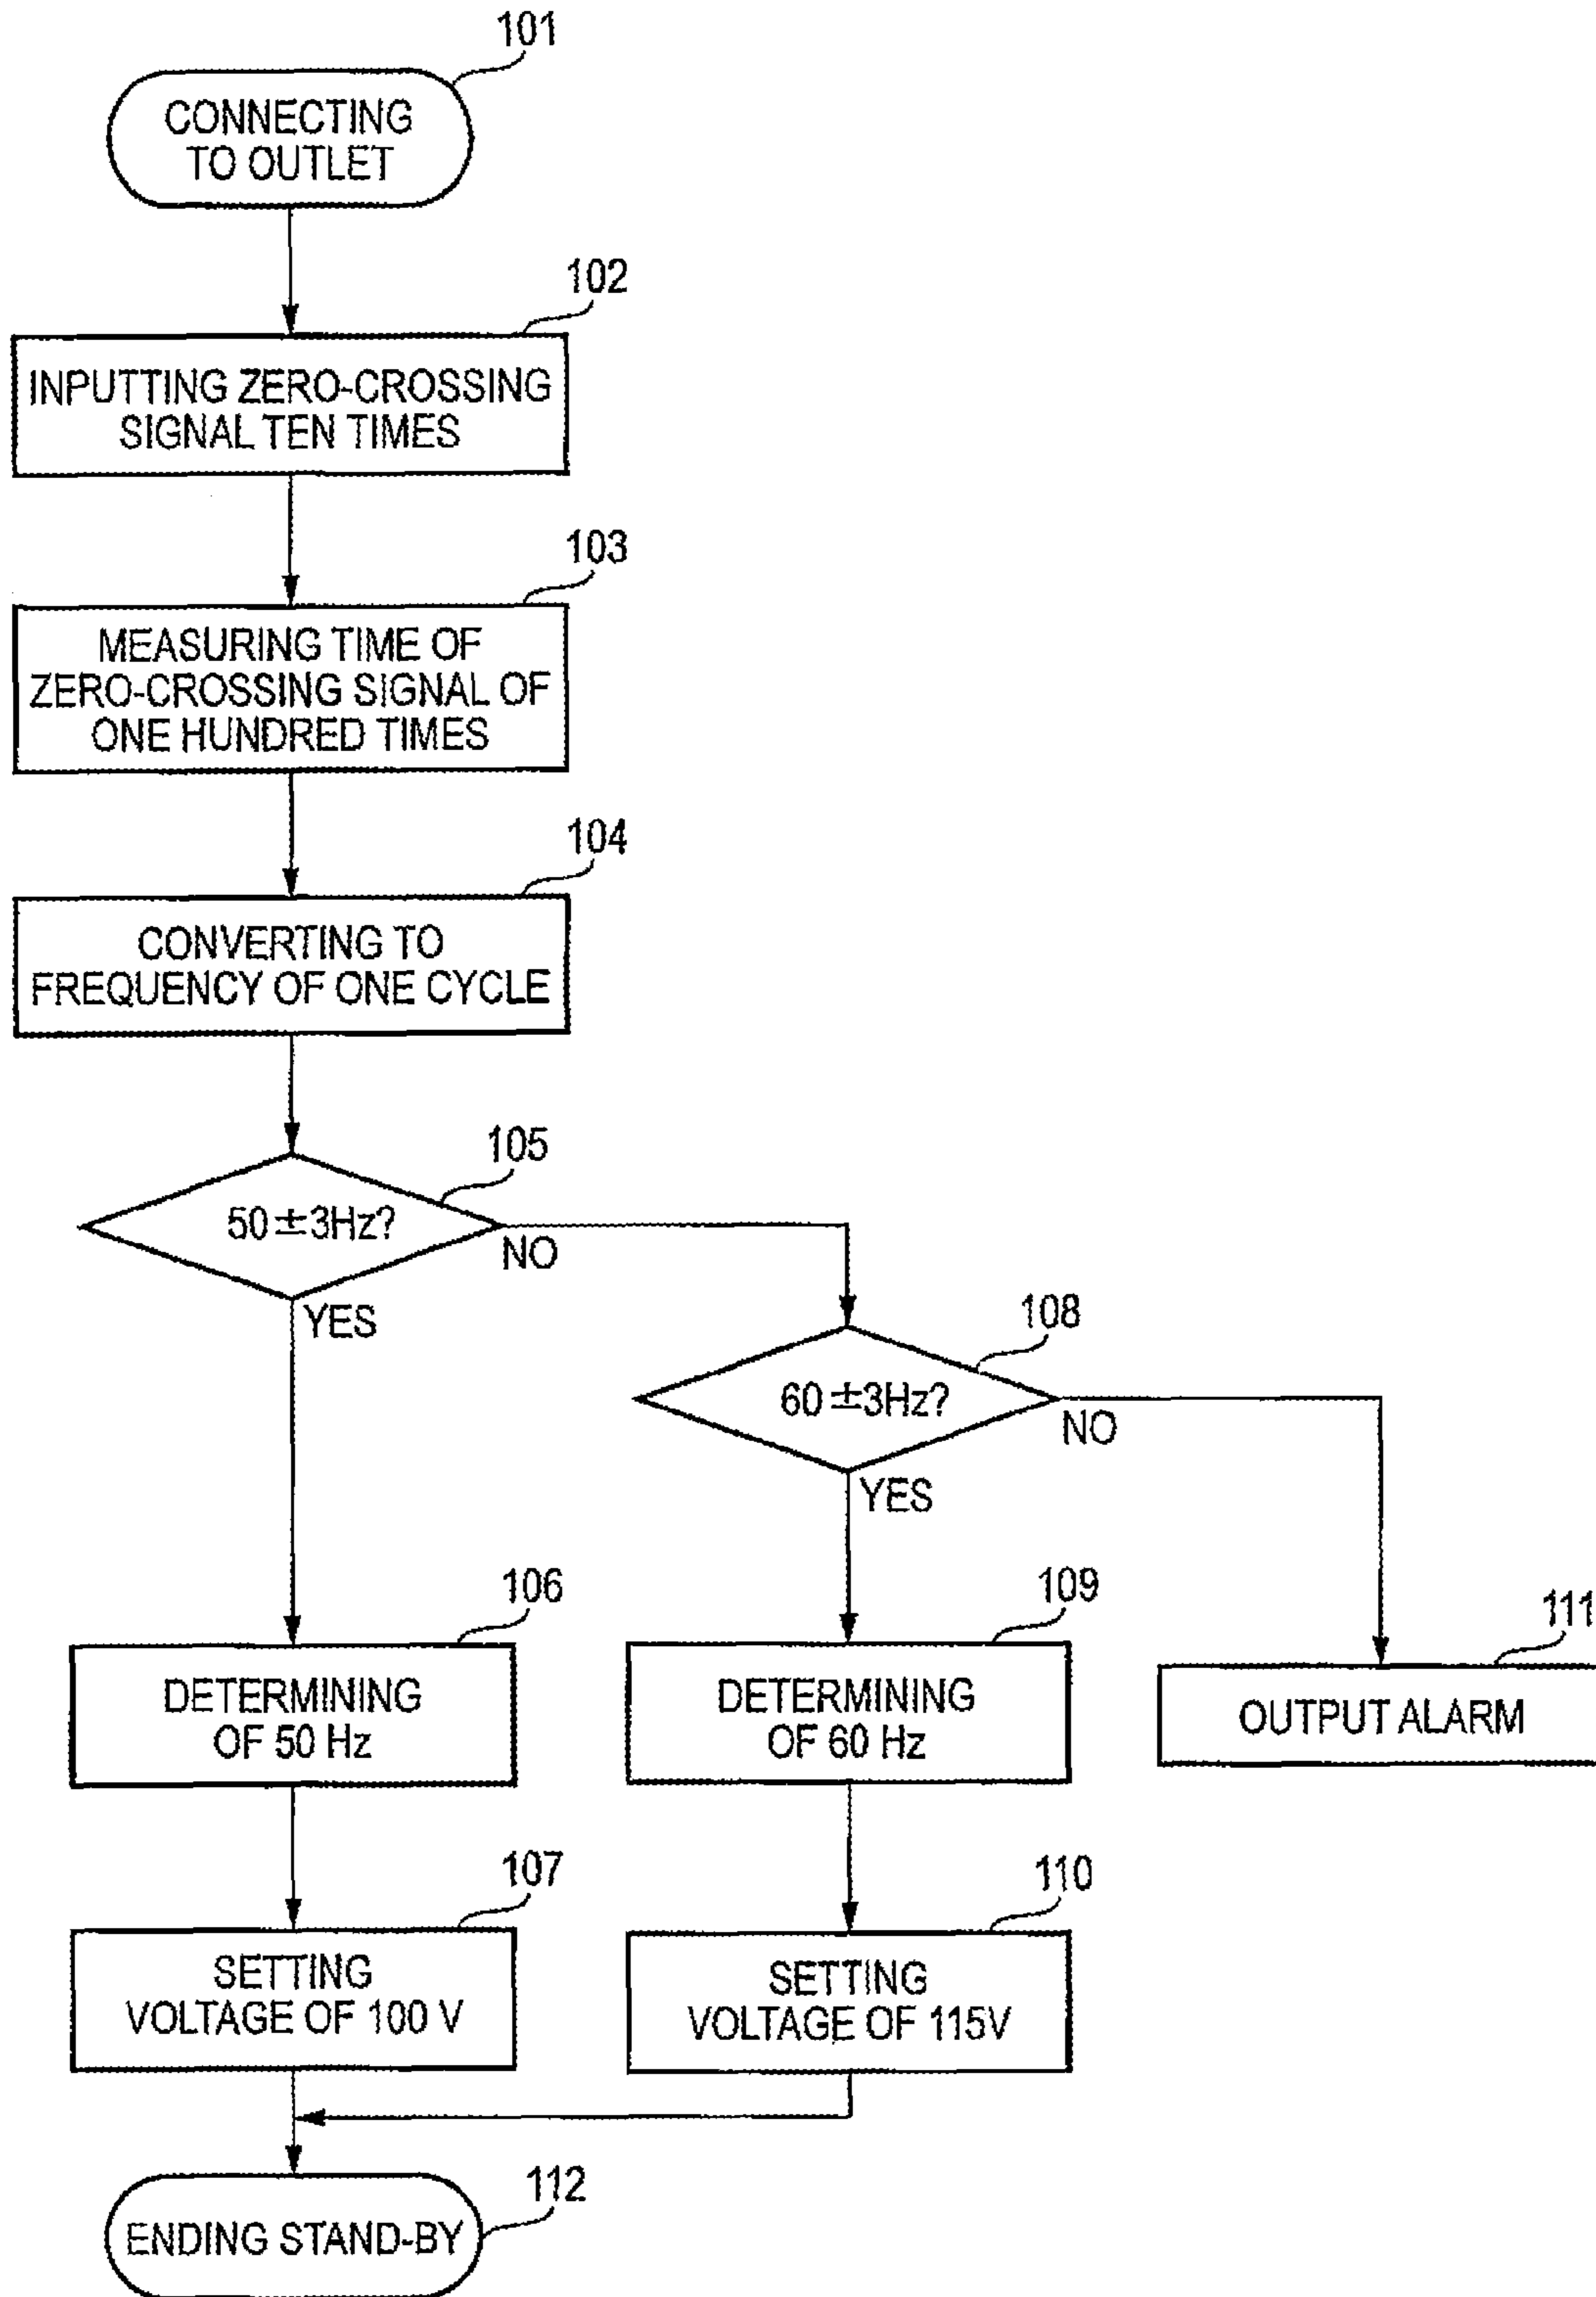 101
CONNECTING
TO OUTLET
102
INPUTTING ZERO-CROSSING
SIGNAL TEN TIMES
103
MEASURING TIME OF
ZERO-CROSSING SIGNAL OF
ONE HUNDRED TIMES
104
CONVERTING TO
FREQUENCY OF ONE CYCLE
105
50±3Hz?
NO
YES
108
60±3Hz?
NO
YES
106
DETERMINING
OF 50 Hz
109
DETERMINING
OF 60 Hz
111
OUTPUT ALARM
107
SETTING
VOLTAGE OF 100 V
110
SETTING
VOLTAGE OF 115V
112
ENDING STAND-BY